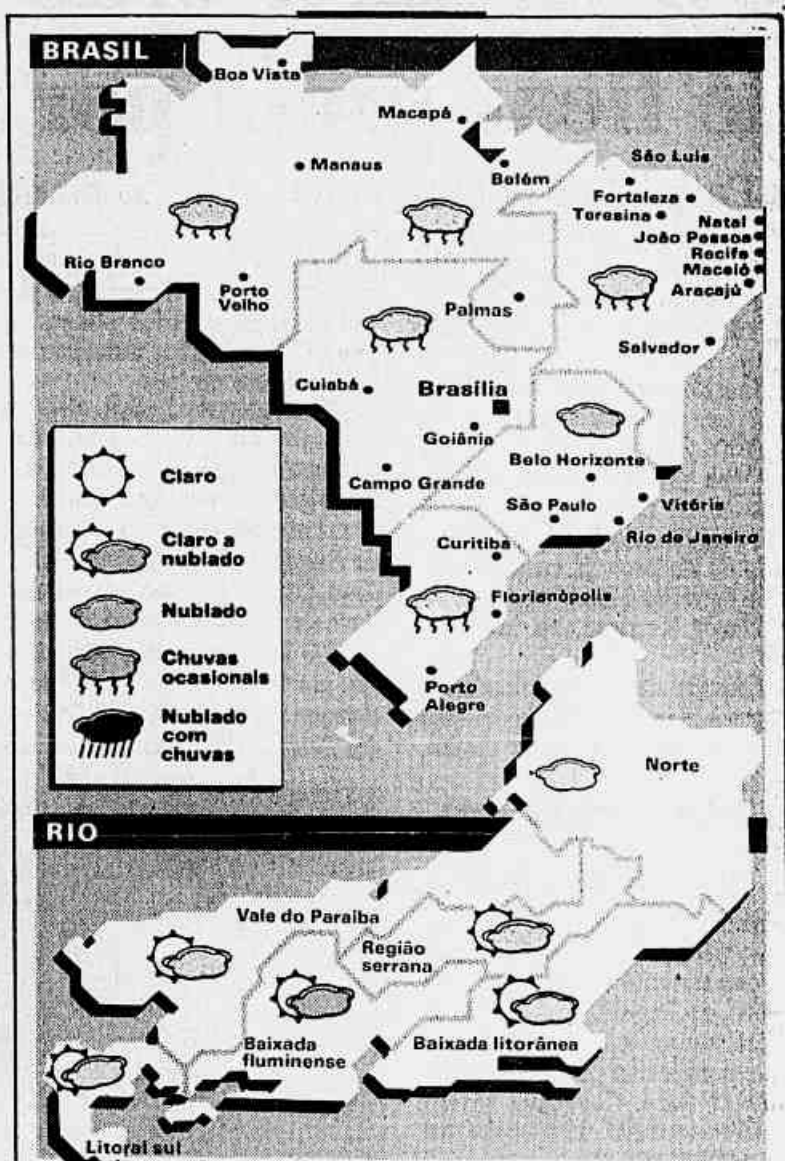 BRASIL
Boa Vista
Macapá
Manaus
Belém
São Luis
Fortaleza
Teresina
Natal
João Pessoa
Recife
Maceió
Aracajú
Rio Branco
Porto
Velho
Palmas
Salvador
Cuiabá
Brasília
Goiânia
Belo Horizonte
Campo Grande
São Paulo
Vitória
Rio de Janeiro
Curitiba
Florianópolis
Porto
Alegre
Claro
Claro a
nublado
Nublado
Chuvas
ocasionais
Nublado
com
chuvas
RIO
Norte
Vale do Paraiba
Região
serrana
Baixada
fluminense
Baixada litorânea
Litoral sul